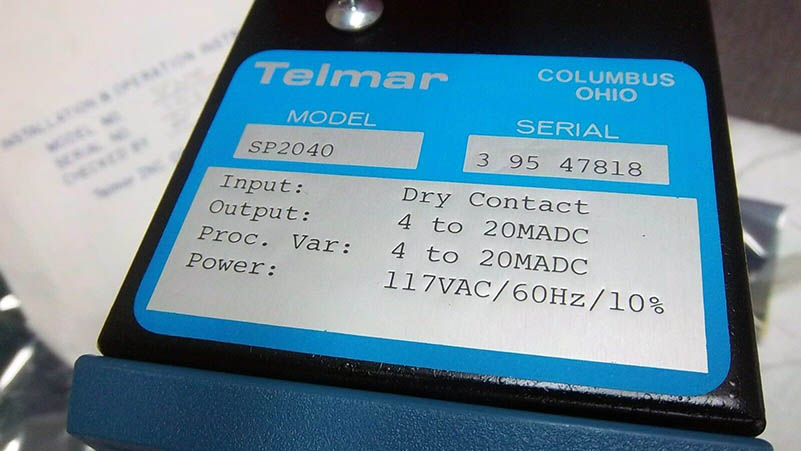 Telmar
COLUMBUS
OHIO
MODEL
SERIAL
SP2040
3 95 47818
Input: Dry Contact
Output: 4 to 20MADC
Proc. Var: 4 to 20MADC
Power: 117VAC/60Hz/10%
INSTALLATION & OPERATION
MODEL NO
SERIAL NO
CHECKED BY